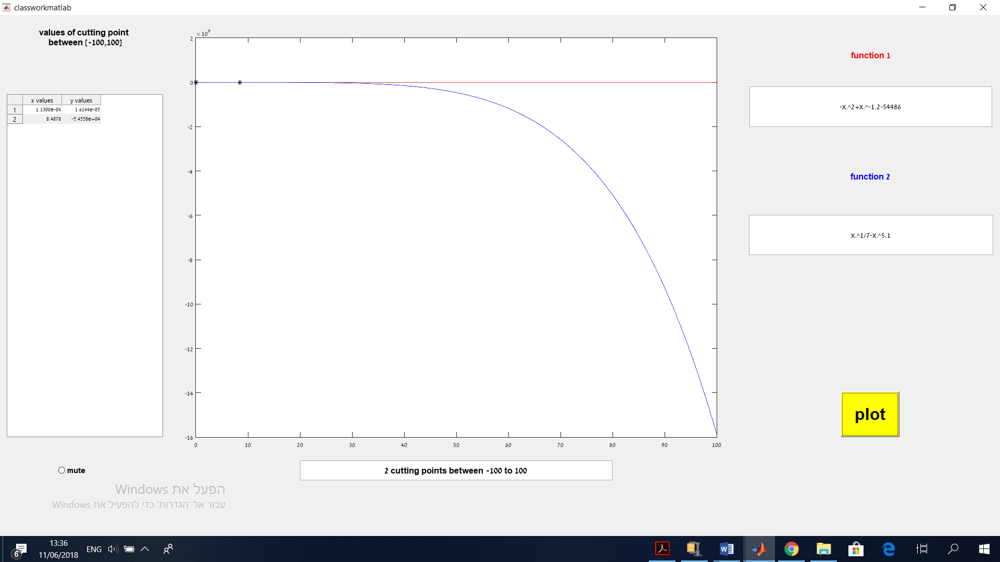 classworkmatlab
values of cutting point
between [-100,100]
x values y values
1 1.1300e-04 1.6144e-05
2 8.4878 -5.4558e+04
×10⁹
2
0
-2
-4
-6
-8
-10
-12
-14
-16
0 10 20 30 40 50 60 70 80 90 100
function 1
-X.^2+X.^-1.2-54486
function 2
X.^1/7-X.^5.1
plot
mute
2 cutting points between -100 to 100
הפעל את Windows
עבור אל 'הגדרות' כדי להפעיל את Windows.
6
13:36
11/06/2018
ENG